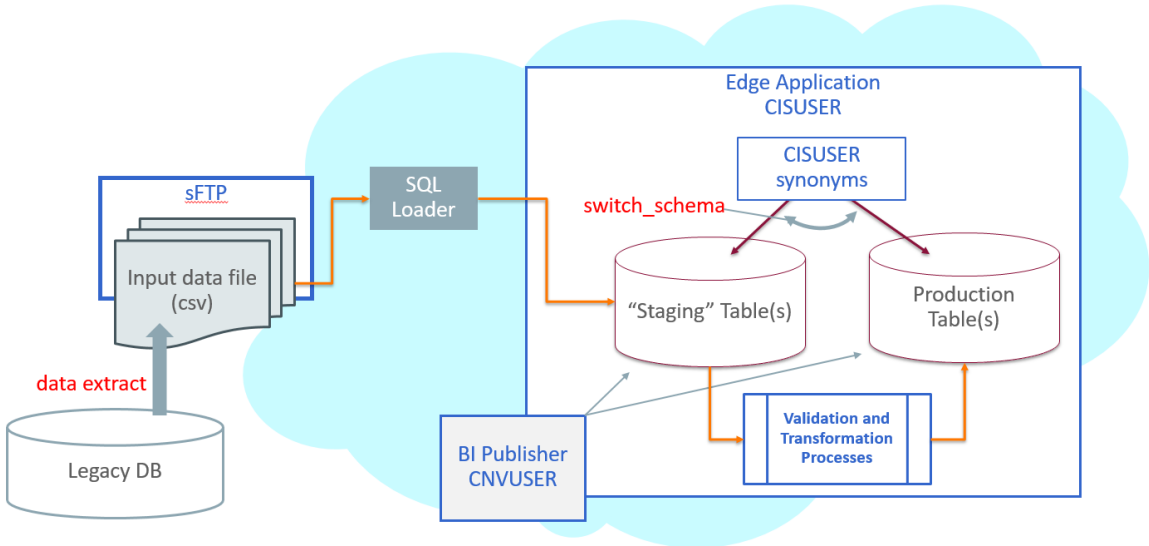 Edge Application
CISUSER
CISUSER
synonyms
sFTP
SQL
Loader
switch_schema
Input data file
(csv)
“Staging” Table(s)
Production
Table(s)
data extract
Legacy DB
BI Publisher
CNVUSER
Validation and
Transformation
Processes